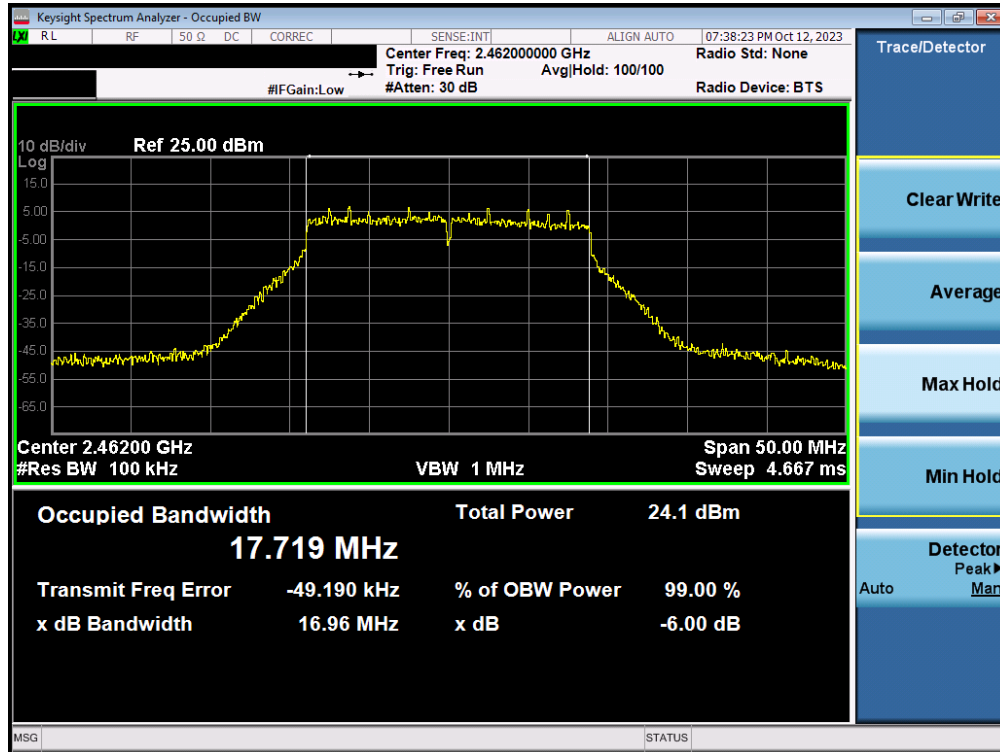 Keysight Spectrum Analyzer - Occupied BW
LXI RL RF 50 Ω DC CORREC SENSE:INT ALIGN AUTO 07:38:23 PM Oct 12, 2023
Center Freq: 2.462000000 GHz Radio Std: None
Trig: Free Run Avg|Hold: 100/100
#IFGain:Low #Atten: 30 dB Radio Device: BTS
Trace/Detector
10 dB/div Ref 25.00 dBm
Log
15.0
5.00
-5.00
-15.0
-25.0
-35.0
-45.0
-55.0
-65.0
Center 2.46200 GHz Span 50.00 MHz
#Res BW 100 kHz VBW 1 MHz Sweep 4.667 ms
Occupied Bandwidth Total Power 24.1 dBm
17.719 MHz
Transmit Freq Error -49.190 kHz % of OBW Power 99.00 %
x dB Bandwidth 16.96 MHz x dB -6.00 dB
Clear Write
Average
Max Hold
Min Hold
Detector
Peak▶
Auto Man
MSG STATUS